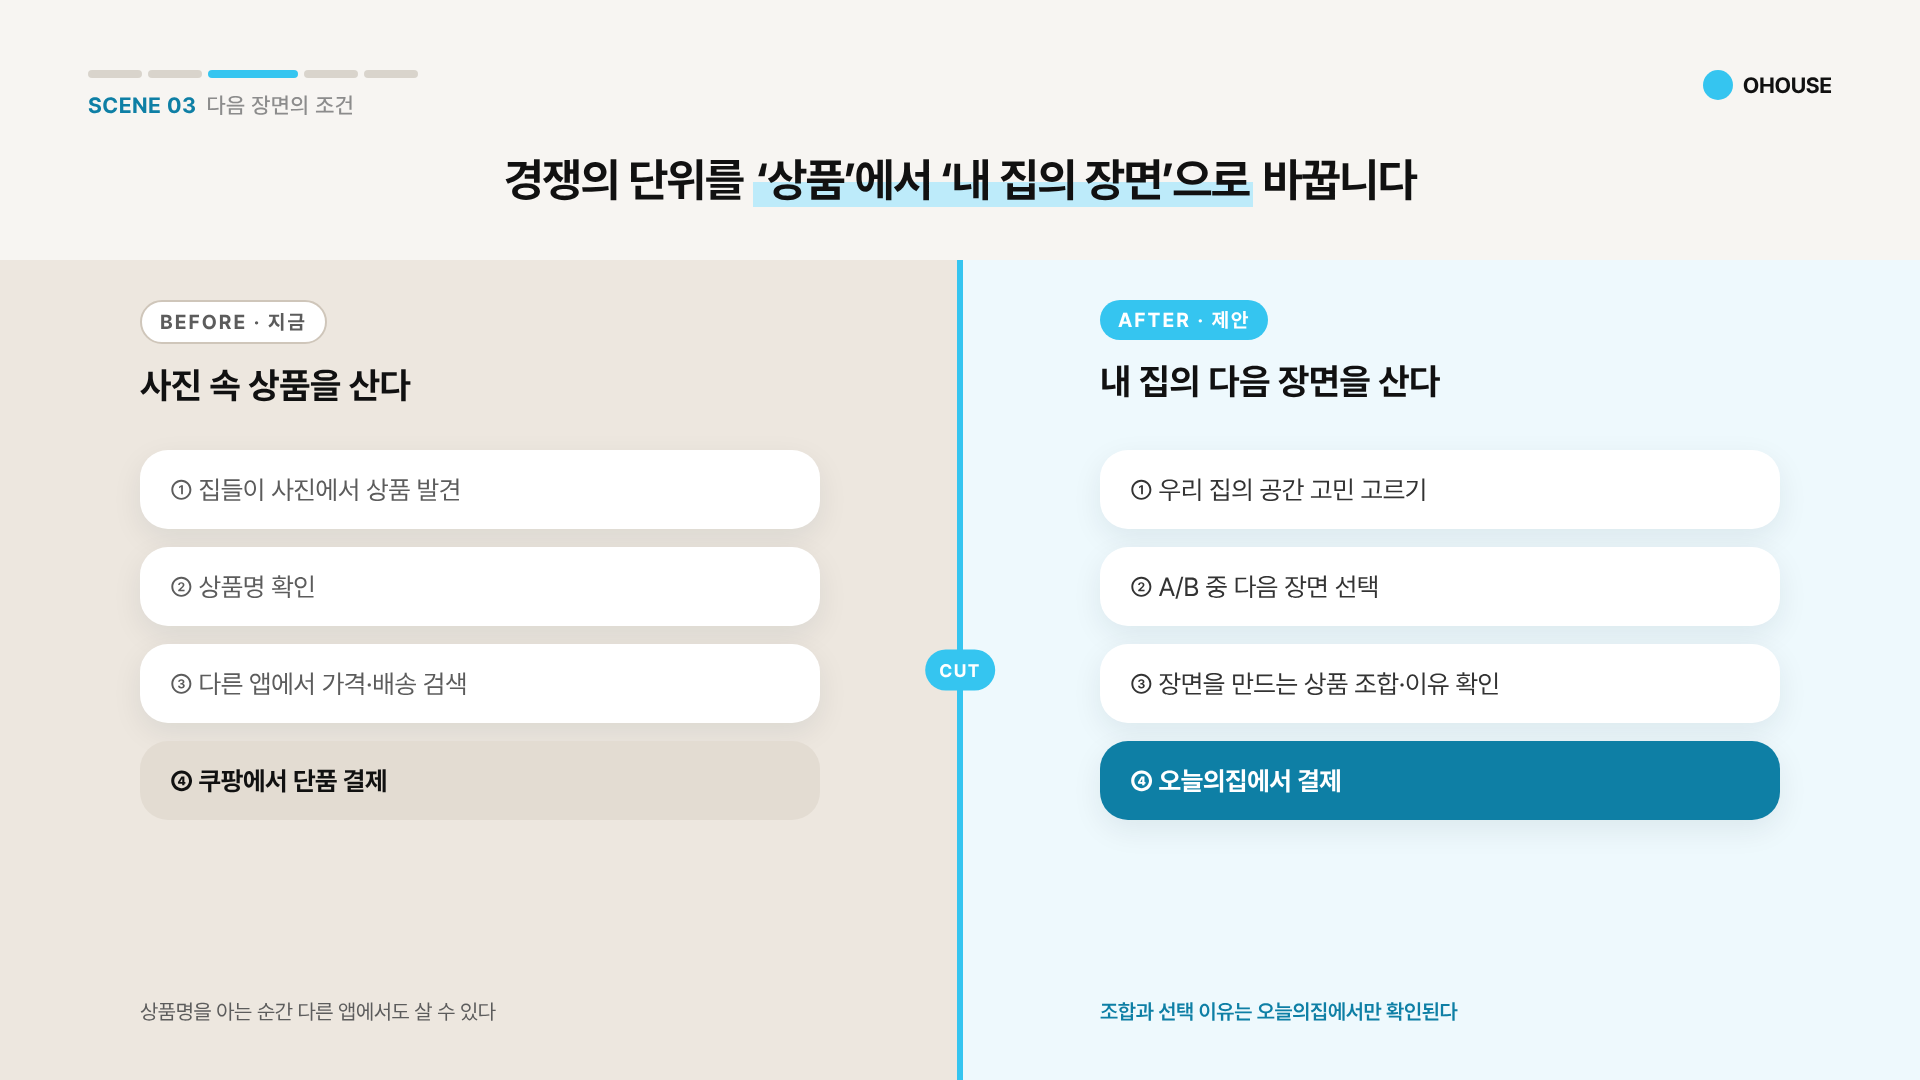 SCENE 03 다음 장면의 조건
OHOUSE
경쟁의 단위를 ‘상품’에서 ‘내 집의 장면’으로 바꿉니다
BEFORE · 지금
사진 속 상품을 산다
① 집들이 사진에서 상품 발견
② 상품명 확인
③ 다른 앱에서 가격·배송 검색
④ 쿠팡에서 단품 결제
상품명을 아는 순간 다른 앱에서도 살 수 있다
CUT
AFTER · 제안
내 집의 다음 장면을 산다
① 우리 집의 공간 고민 고르기
② A/B 중 다음 장면 선택
③ 장면을 만드는 상품 조합·이유 확인
④ 오늘의집에서 결제
조합과 선택 이유는 오늘의집에서만 확인된다